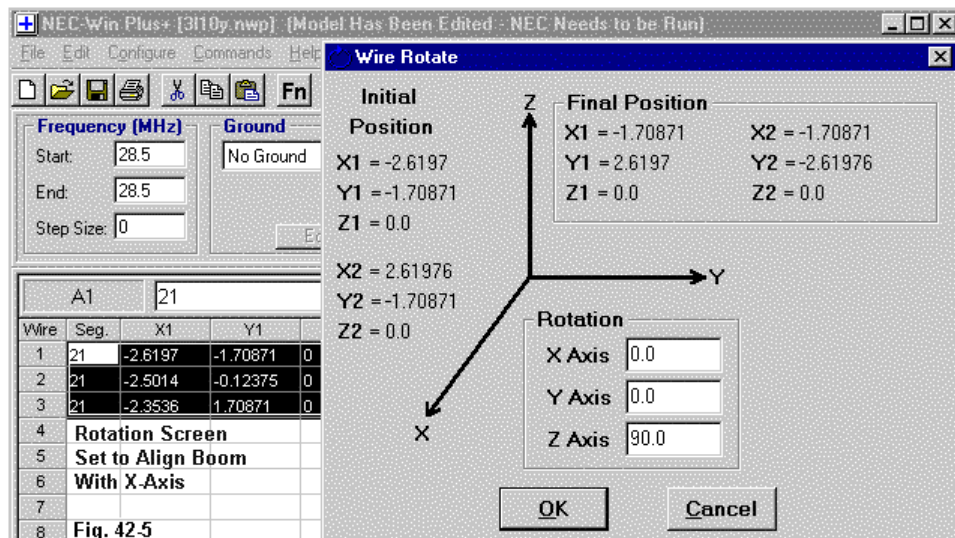 NEC-Win Plus+ [3l10y.nwp] (Model Has Been Edited - NEC Needs to be Run)
File Edit Configure Commands Help
Fn
Frequency (MHz)
Start: 28.5
End: 28.5
Step Size: 0
Ground
No Ground
A1 21
Wire Seg. X1 Y1
1 21 -2.6197 -1.70871 0
2 21 -2.5014 -0.12375 0
3 21 -2.3536 1.70871 0
4 Rotation Screen
5 Set to Align Boom
6 With X-Axis
7
8 Fig. 42-5
Wire Rotate
Initial
Position
X1 = -2.6197
Y1 = -1.70871
Z1 = 0.0
X2 = 2.61976
Y2 = -1.70871
Z2 = 0.0
Z
Y
X
Final Position
X1 = -1.70871 X2 = -1.70871
Y1 = 2.6197 Y2 = -2.61976
Z1 = 0.0 Z2 = 0.0
Rotation
X Axis 0.0
Y Axis 0.0
Z Axis 90.0
OK Cancel